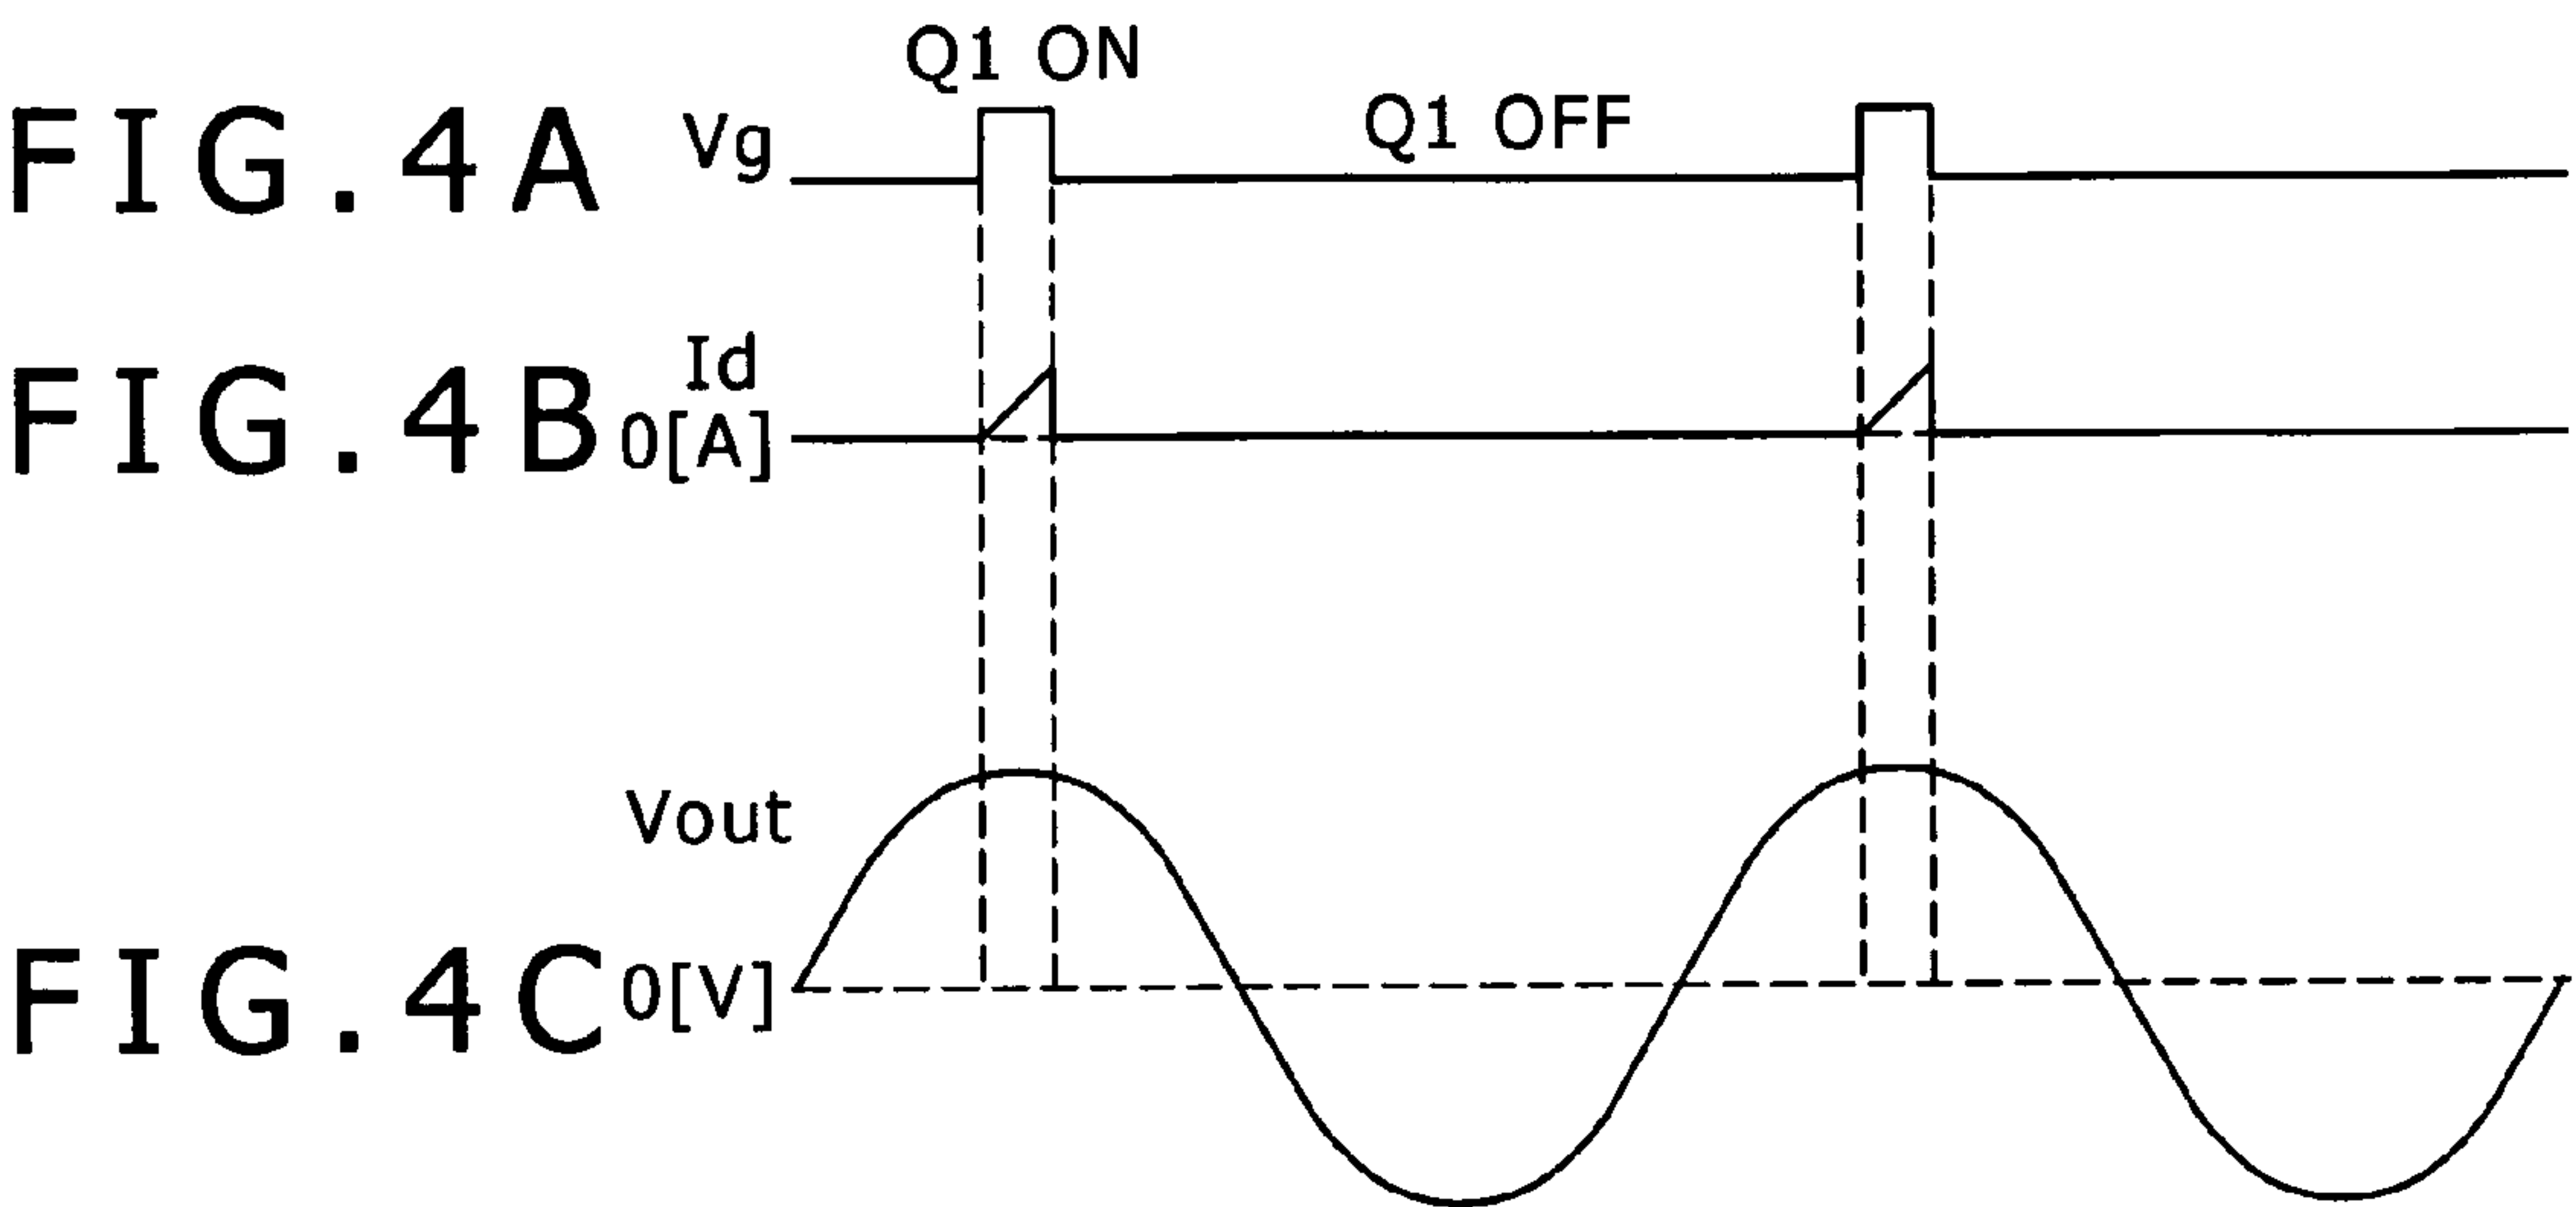 Q1 ON
FIG.4A Vg Q1 OFF
Id
FIG.4B 0[A]
Vout
FIG.4C 0[V]